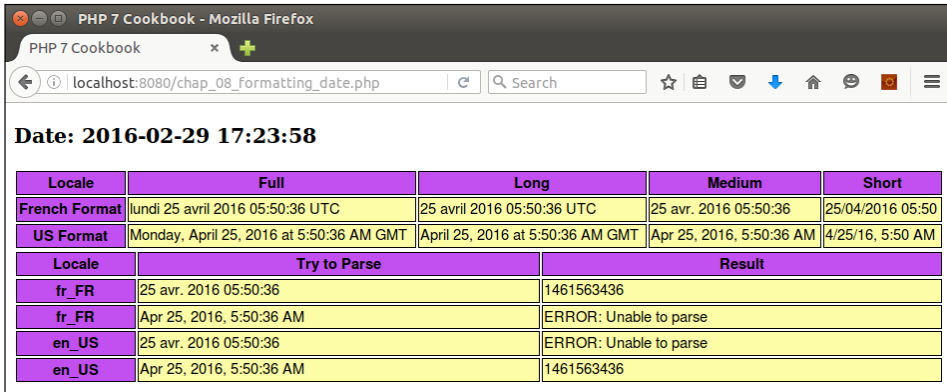 PHP 7 Cookbook - Mozilla Firefox
PHP 7 Cookbook
localhost:8080/chap_08_formatting_date.php
Search
Date: 2016-02-29 17:23:58
Locale Full Long Medium Short
French Format lundi 25 avril 2016 05:50:36 UTC 25 avril 2016 05:50:36 UTC 25 avr. 2016 05:50:36 25/04/2016 05:50
US Format Monday, April 25, 2016 at 5:50:36 AM GMT April 25, 2016 at 5:50:36 AM GMT Apr 25, 2016, 5:50:36 AM 4/25/16, 5:50 AM
Locale Try to Parse Result
fr_FR 25 avr. 2016 05:50:36 1461563436
fr_FR Apr 25, 2016, 5:50:36 AM ERROR: Unable to parse
en_US 25 avr. 2016 05:50:36 ERROR: Unable to parse
en_US Apr 25, 2016, 5:50:36 AM 1461563436